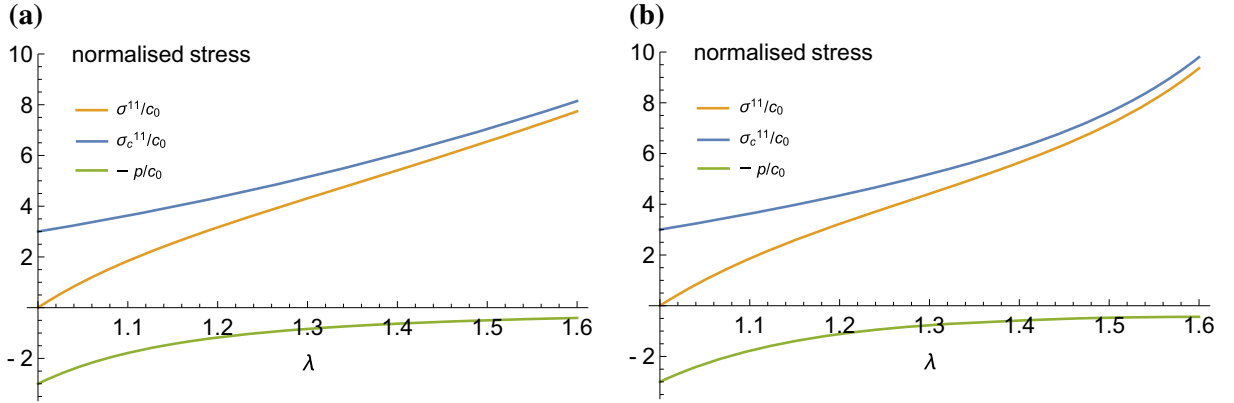 (a)
normalised stress
σ¹¹/c₀
σ_c¹¹/c₀
– p/c₀
10
8
6
4
2
- 2
1.1 1.2 1.3 1.4 1.5 1.6
λ
(b)
normalised stress
σ¹¹/c₀
σ_c¹¹/c₀
– p/c₀
10
8
6
4
2
- 2
1.1 1.2 1.3 1.4 1.5 1.6
λ